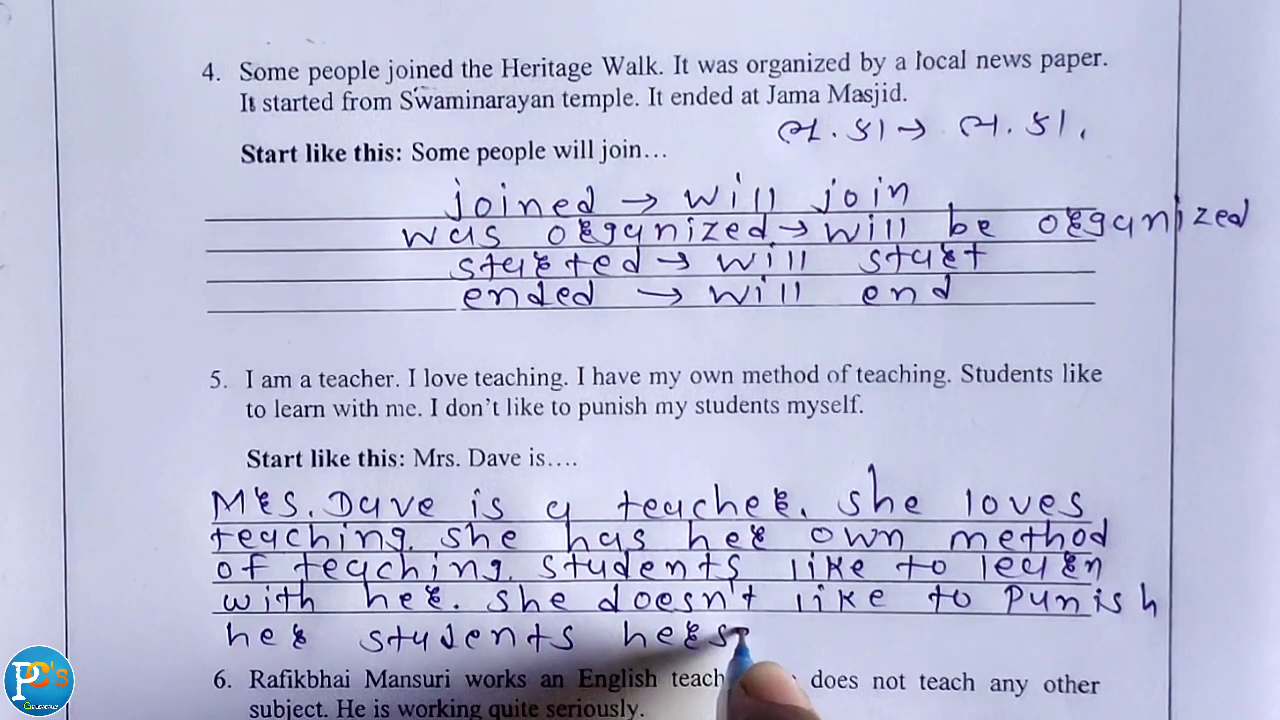 4. Some people joined the Heritage Walk. It was organized by a local news paper.
It started from Swaminarayan temple. It ended at Jama Masjid.
ભૂ. કા → ભ. કા.
Start like this: Some people will join…
joined → will join
was organized → will be organized
started → will start
ended → will end
5. I am a teacher. I love teaching. I have my own method of teaching. Students like
to learn with me. I don't like to punish my students myself.
Start like this: Mrs. Dave is….
Mrs. Dave is a teacher. she loves
teaching. she has her own method
of teaching. students like to learn
with her. she doesn't like to punish
her students hers
6. Rafikbhai Mansuri works an English teach does not teach any other
subject. He is working quite seriously.
PC's